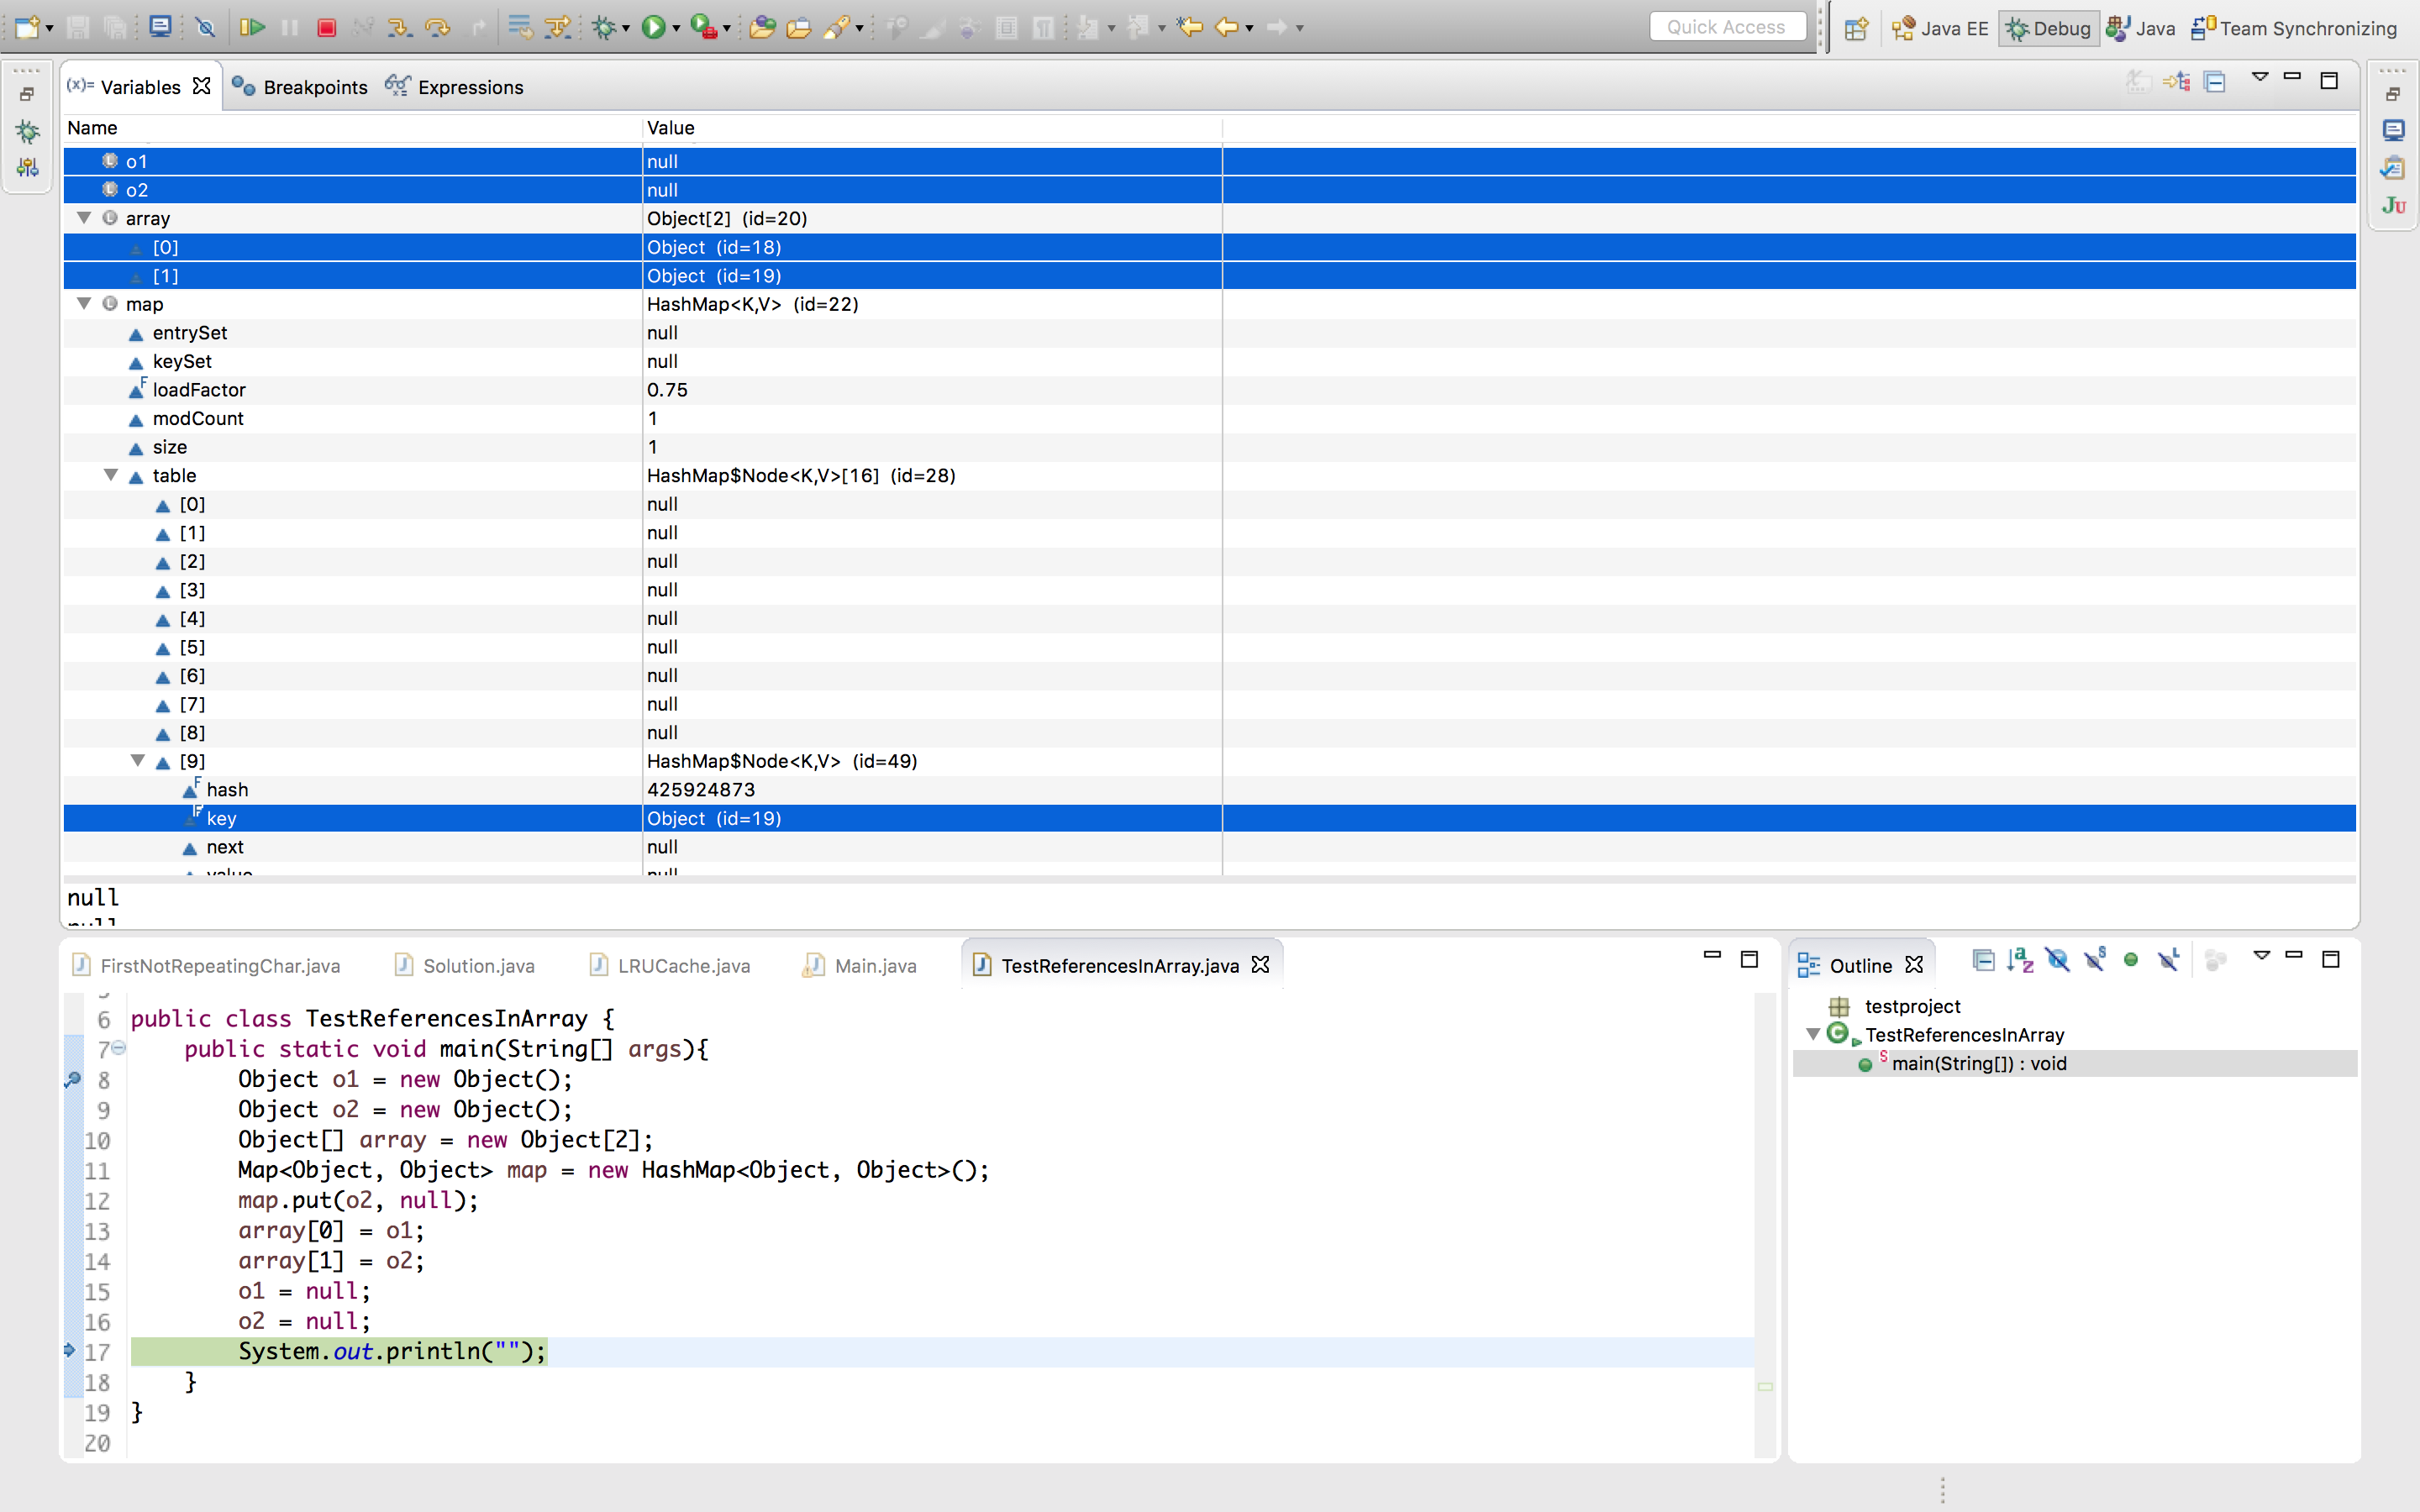 Quick Access
Java EE
Debug
Java
Team Synchronizing
(x)= Variables
Breakpoints
Expressions
Name Value
o1 null
o2 null
array Object[2] (id=20)
[0] Object (id=18)
[1] Object (id=19)
map HashMap<K,V> (id=22)
entrySet null
keySet null
loadFactor 0.75
modCount 1
size 1
table HashMap$Node<K,V>[16] (id=28)
[0] null
[1] null
[2] null
[3] null
[4] null
[5] null
[6] null
[7] null
[8] null
[9] HashMap$Node<K,V> (id=49)
hash 425924873
key Object (id=19)
next null
value null
null
null
FirstNotRepeatingChar.java
Solution.java
LRUCache.java
Main.java
TestReferencesInArray.java
5
6 public class TestReferencesInArray {
7 public static void main(String[] args){
8 Object o1 = new Object();
9 Object o2 = new Object();
10 Object[] array = new Object[2];
11 Map<Object, Object> map = new HashMap<Object, Object>();
12 map.put(o2, null);
13 array[0] = o1;
14 array[1] = o2;
15 o1 = null;
16 o2 = null;
17 System.out.println("");
18 }
19 }
20
Outline
testproject
TestReferencesInArray
main(String[]) : void
Ju